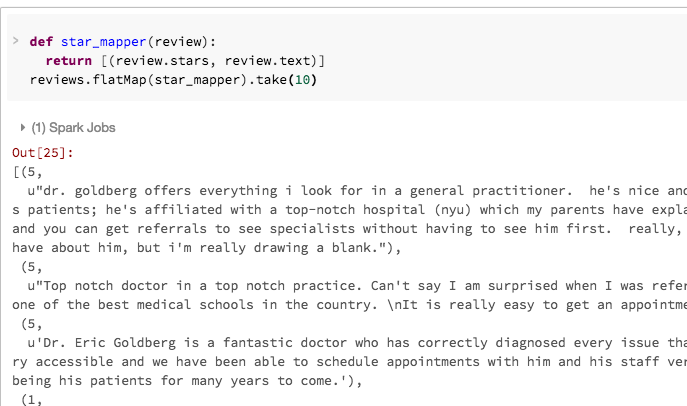 > def star_mapper(review):
return [(review.stars, review.text)]
reviews.flatMap(star_mapper).take(10)
(1) Spark Jobs
Out[25]:
[(5,
u"dr. goldberg offers everything i look for in a general practitioner.  he's nice and
s patients; he's affiliated with a top-notch hospital (nyu) which my parents have expla
and you can get referrals to see specialists without having to see him first.  really,
have about him, but i'm really drawing a blank."),
(5,
u"Top notch doctor in a top notch practice. Can't say I am surprised when I was refer
one of the best medical schools in the country. \nIt is really easy to get an appointme
(5,
u'Dr. Eric Goldberg is a fantastic doctor who has correctly diagnosed every issue tha
ry accessible and we have been able to schedule appointments with him and his staff ver
being his patients for many years to come.'),
(1,